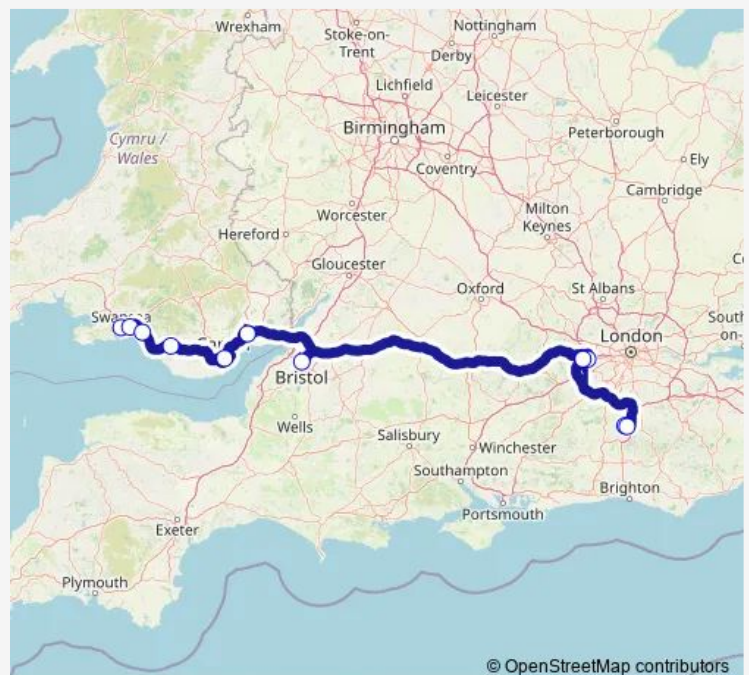 Wrexham
Stoke-on-
Trent
Nottingham
Derby
Lichfield
Leicester
Cymru /
Wales
Birmingham
Peterborough
Coventry
Ely
Cambridge
Worcester
Milton
Keynes
Hereford
Gloucester
Oxford
St Albans
Swansea
London
Bristol
Wells
Salisbury
Winchester
Southampton
Portsmouth
Brighton
Exeter
Plymouth
© OpenStreetMap contributors